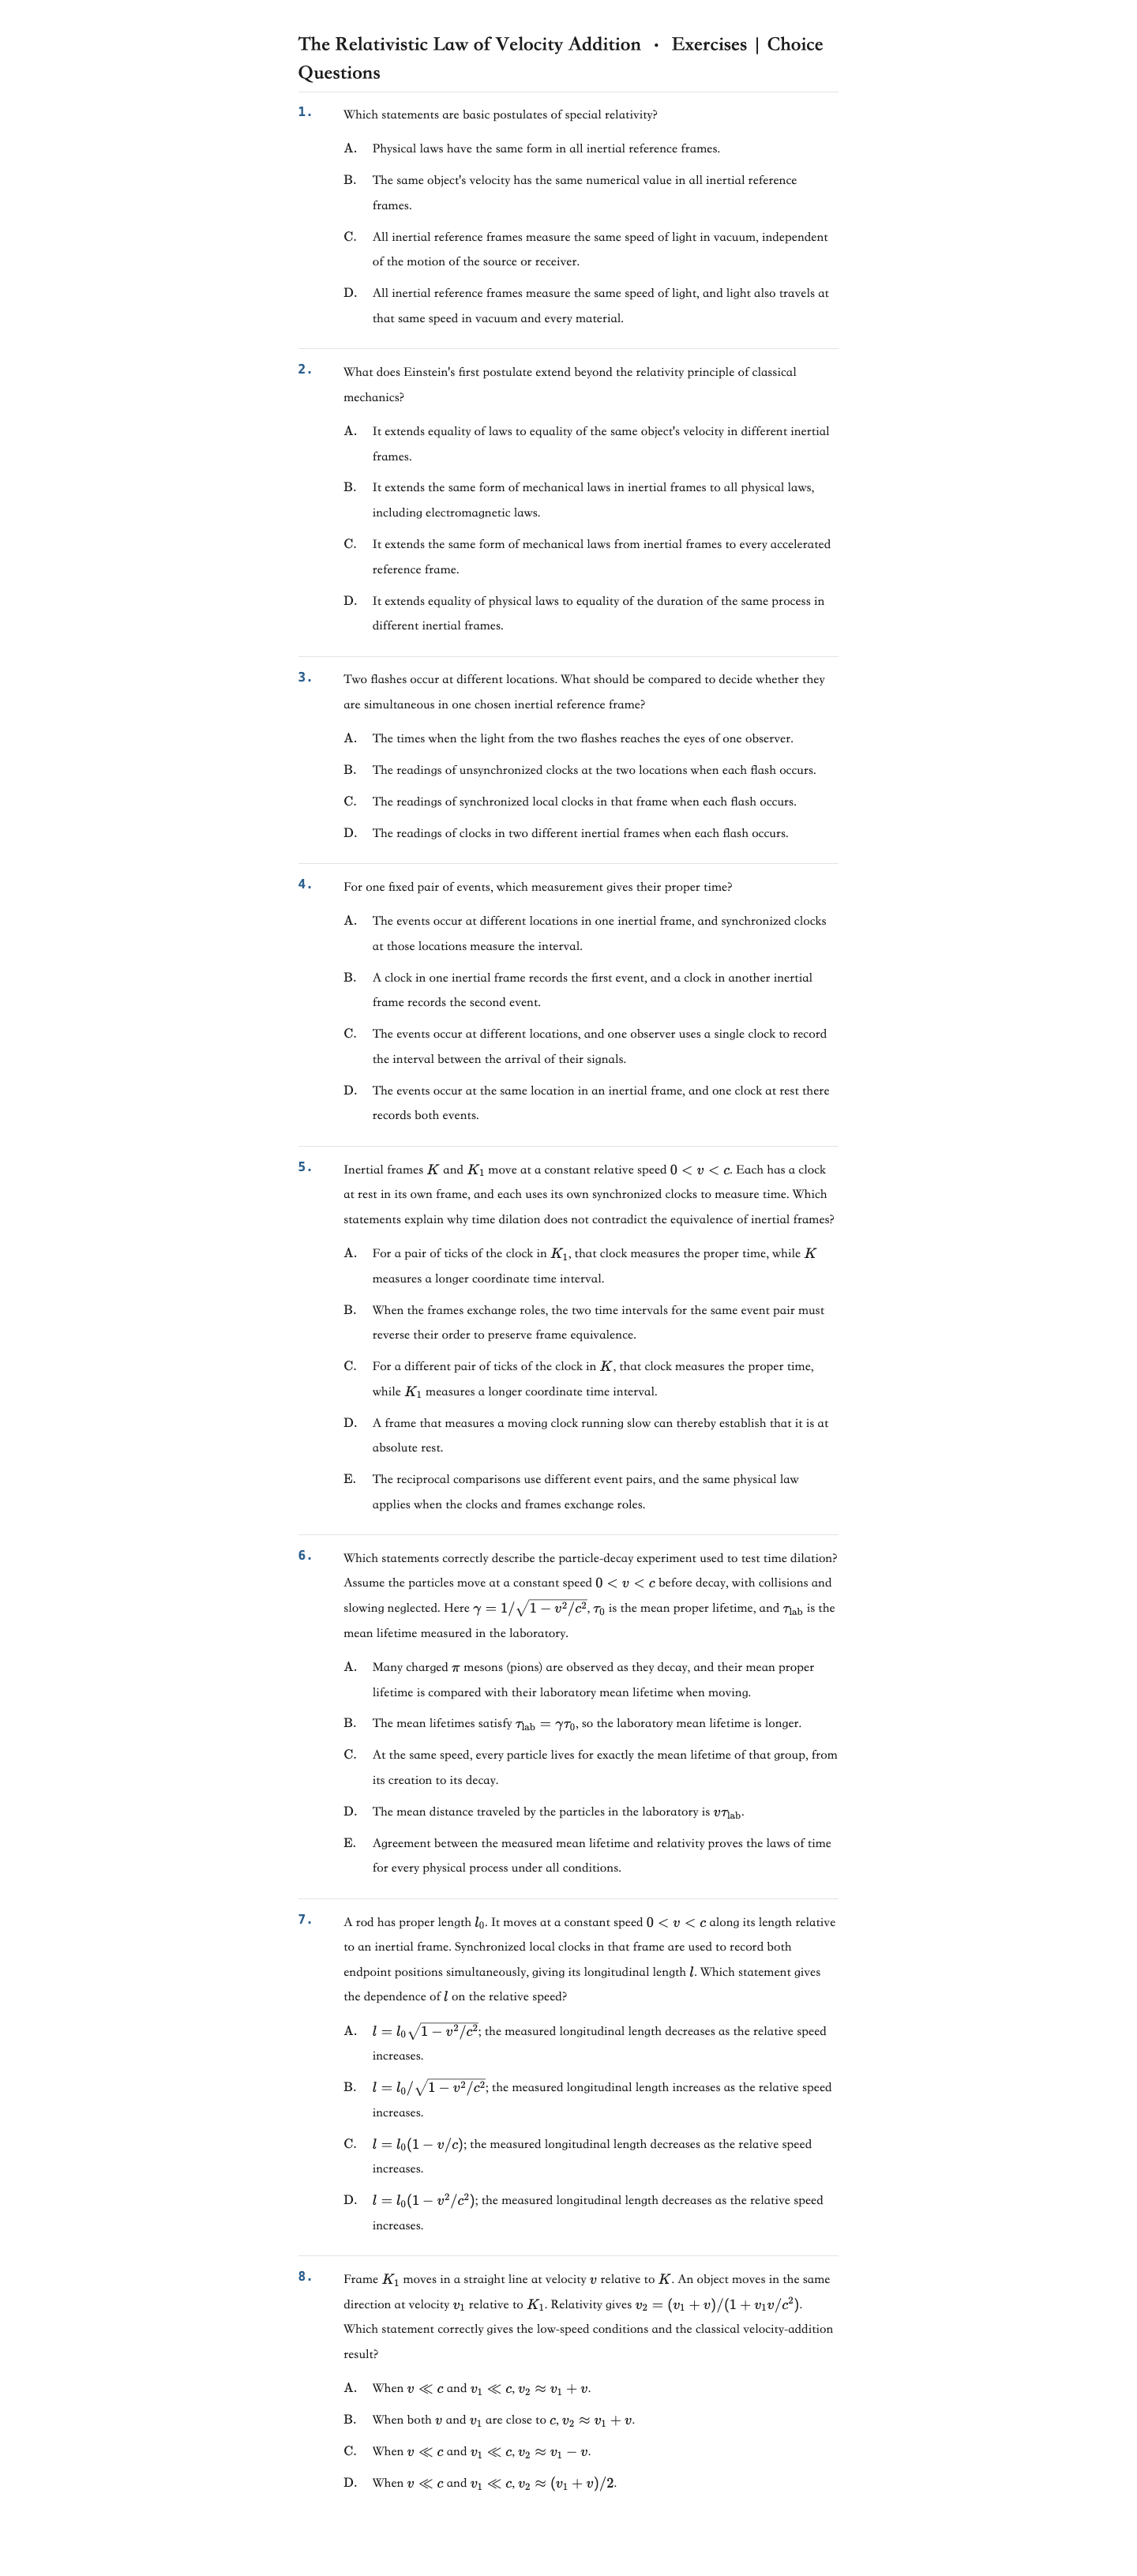 The Relativistic Law of Velocity Addition · Exercises | Choice
Questions
1.
Which statements are basic postulates of special relativity?
A. Physical laws have the same form in all inertial reference frames.
B. The same object's velocity has the same numerical value in all inertial reference
frames.
C. All inertial reference frames measure the same speed of light in vacuum, independent
of the motion of the source or receiver.
D. All inertial reference frames measure the same speed of light, and light also travels at
that same speed in vacuum and every material.
2.
What does Einstein's first postulate extend beyond the relativity principle of classical
mechanics?
A. It extends equality of laws to equality of the same object's velocity in different inertial
frames.
B. It extends the same form of mechanical laws in inertial frames to all physical laws,
including electromagnetic laws.
C. It extends the same form of mechanical laws from inertial frames to every accelerated
reference frame.
D. It extends equality of physical laws to equality of the duration of the same process in
different inertial frames.
3.
Two flashes occur at different locations. What should be compared to decide whether they
are simultaneous in one chosen inertial reference frame?
A. The times when the light from the two flashes reaches the eyes of one observer.
B. The readings of unsynchronized clocks at the two locations when each flash occurs.
C. The readings of synchronized local clocks in that frame when each flash occurs.
D. The readings of clocks in two different inertial frames when each flash occurs.
4.
For one fixed pair of events, which measurement gives their proper time?
A. The events occur at different locations in one inertial frame, and synchronized clocks
at those locations measure the interval.
B. A clock in one inertial frame records the first event, and a clock in another inertial
frame records the second event.
C. The events occur at different locations, and one observer uses a single clock to record
the interval between the arrival of their signals.
D. The events occur at the same location in an inertial frame, and one clock at rest there
records both events.
5.
Inertial frames K and K₁ move at a constant relative speed 0 < v < c. Each has a clock
at rest in its own frame, and each uses its own synchronized clocks to measure time. Which
statements explain why time dilation does not contradict the equivalence of inertial frames?
A. For a pair of ticks of the clock in K₁, that clock measures the proper time, while K
measures a longer coordinate time interval.
B. When the frames exchange roles, the two time intervals for the same event pair must
reverse their order to preserve frame equivalence.
C. For a different pair of ticks of the clock in K, that clock measures the proper time,
while K₁ measures a longer coordinate time interval.
D. A frame that measures a moving clock running slow can thereby establish that it is at
absolute rest.
E. The reciprocal comparisons use different event pairs, and the same physical law
applies when the clocks and frames exchange roles.
6.
Which statements correctly describe the particle-decay experiment used to test time dilation?
Assume the particles move at a constant speed 0 < v < c before decay, with collisions and
slowing neglected. Here γ = 1/√(1 − v²/c²), τ₀ is the mean proper lifetime, and τ_lab is the
mean lifetime measured in the laboratory.
A. Many charged π mesons (pions) are observed as they decay, and their mean proper
lifetime is compared with their laboratory mean lifetime when moving.
B. The mean lifetimes satisfy τ_lab = γτ₀, so the laboratory mean lifetime is longer.
C. At the same speed, every particle lives for exactly the mean lifetime of that group, from
its creation to its decay.
D. The mean distance traveled by the particles in the laboratory is vτ_lab.
E. Agreement between the measured mean lifetime and relativity proves the laws of time
for every physical process under all conditions.
7.
A rod has proper length l₀. It moves at a constant speed 0 < v < c along its length relative
to an inertial frame. Synchronized local clocks in that frame are used to record both
endpoint positions simultaneously, giving its longitudinal length l. Which statement gives
the dependence of l on the relative speed?
A. l = l₀√(1 − v²/c²); the measured longitudinal length decreases as the relative speed
increases.
B. l = l₀/√(1 − v²/c²); the measured longitudinal length increases as the relative speed
increases.
C. l = l₀(1 − v/c); the measured longitudinal length decreases as the relative speed
increases.
D. l = l₀(1 − v²/c²); the measured longitudinal length decreases as the relative speed
increases.
8.
Frame K₁ moves in a straight line at velocity v relative to K. An object moves in the same
direction at velocity v₁ relative to K₁. Relativity gives v₂ = (v₁ + v)/(1 + v₁v/c²).
Which statement correctly gives the low-speed conditions and the classical velocity-addition
result?
A. When v ≪ c and v₁ ≪ c, v₂ ≈ v₁ + v.
B. When both v and v₁ are close to c, v₂ ≈ v₁ + v.
C. When v ≪ c and v₁ ≪ c, v₂ ≈ v₁ − v.
D. When v ≪ c and v₁ ≪ c, v₂ ≈ (v₁ + v)/2.